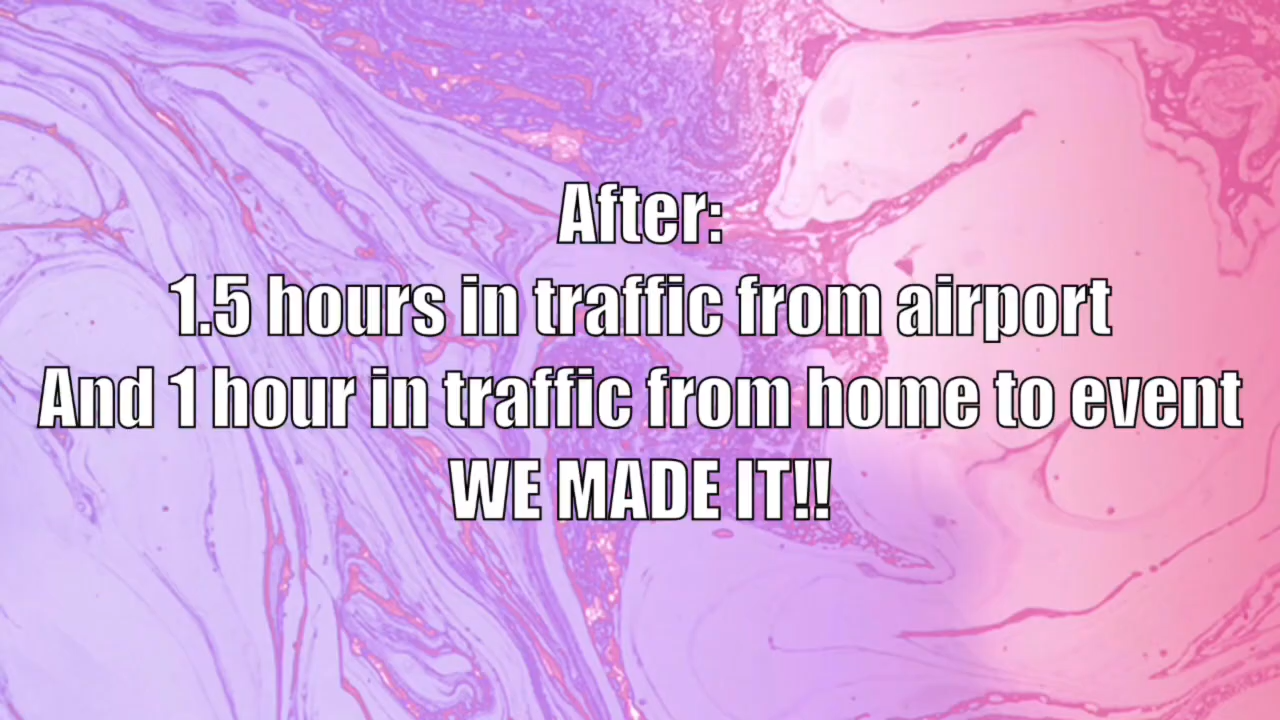 After:
1.5 hours in traffic from airport
And 1 hour in traffic from home to event
WE MADE IT!!